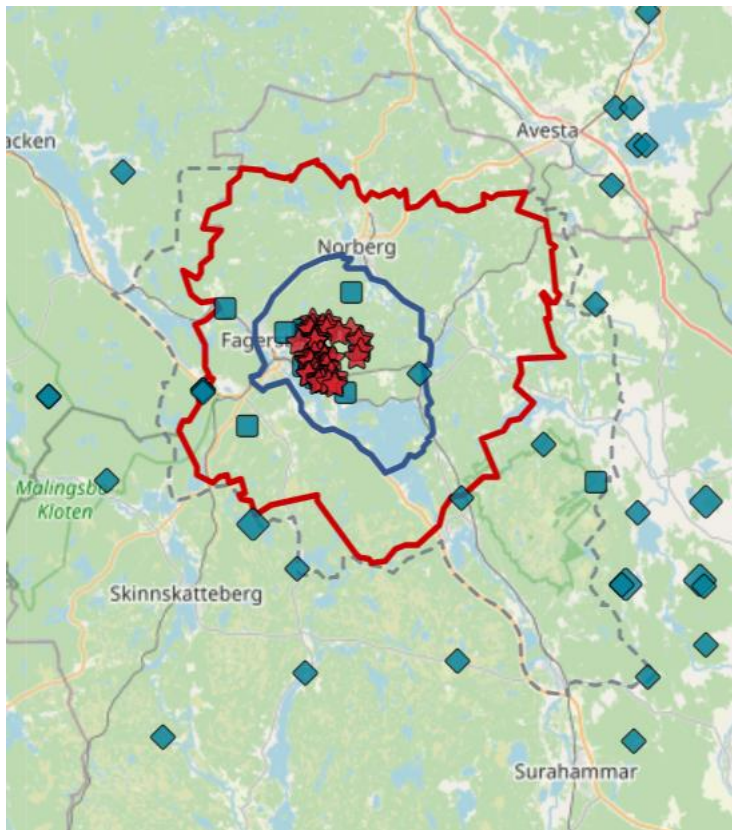 Avesta
acken
Norberg
Fagers
Malingsbo
Kloten
Skinnskatteberg
Surahammar